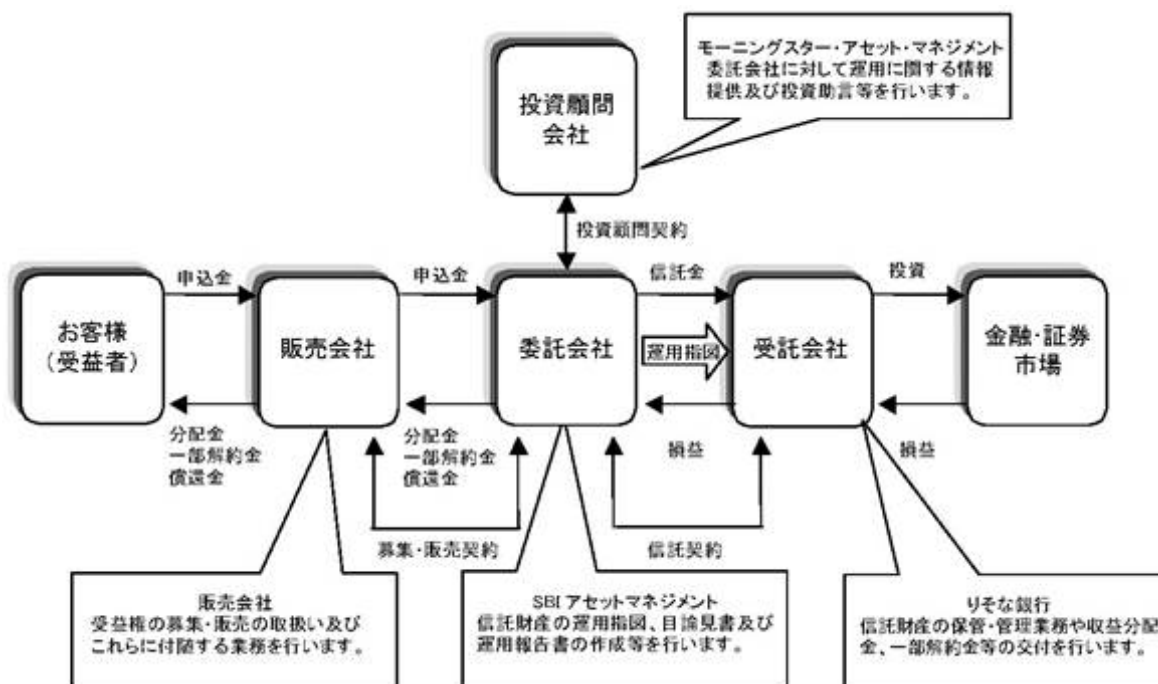 モーニングスター・アセット・マネジメント
委託会社に対して運用に関する情報
提供及び投資助言等を行います。
投資顧問
会社
投資顧問契約
申込金
申込金
信託金
投資
お客様
(受益者)
販売会社
委託会社
運用指図
受託会社
金融・証券
市場
分配金
一部解約金
償還金
分配金
一部解約金
償還金
損益
損益
募集・販売契約
信託契約
販売会社
受益権の募集・販売の取扱い及び
これらに付随する業務を行います。
SBIアセットマネジメント
信託財産の運用指図、目論見書及び
運用報告書の作成等を行います。
りそな銀行
信託財産の保管・管理業務や収益分配
金、一部解約金等の交付を行います。